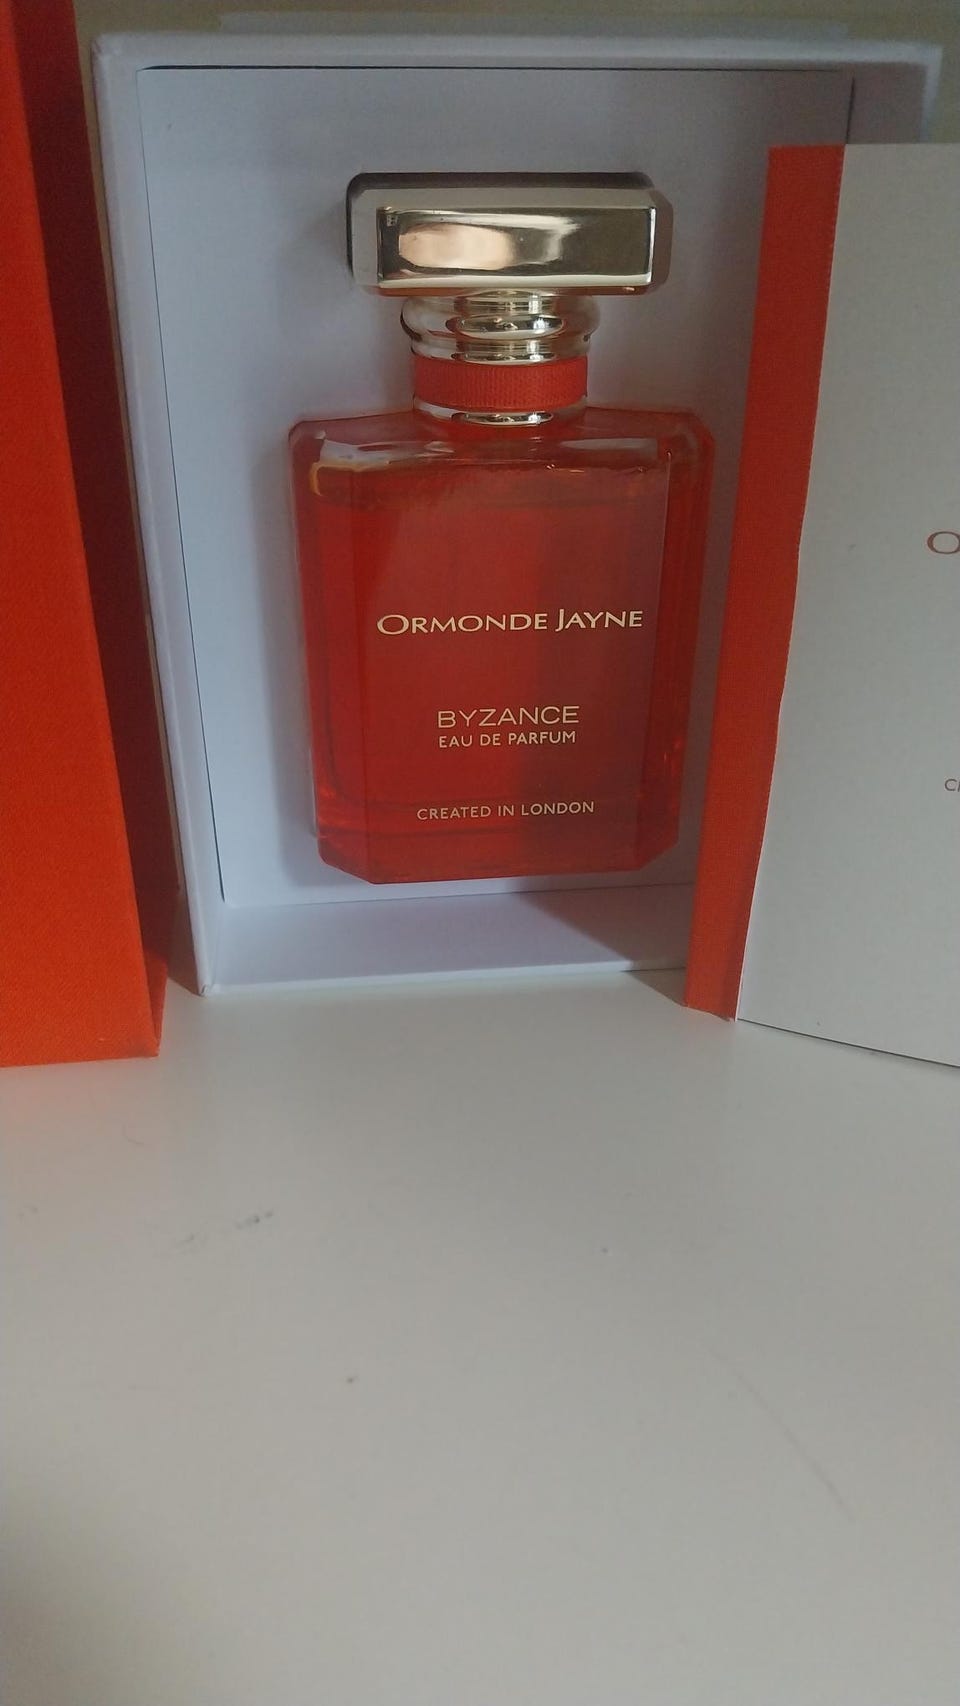 ORMONDE JAYNE
BYZANCE
EAU DE PARFUM
CREATED IN LONDON